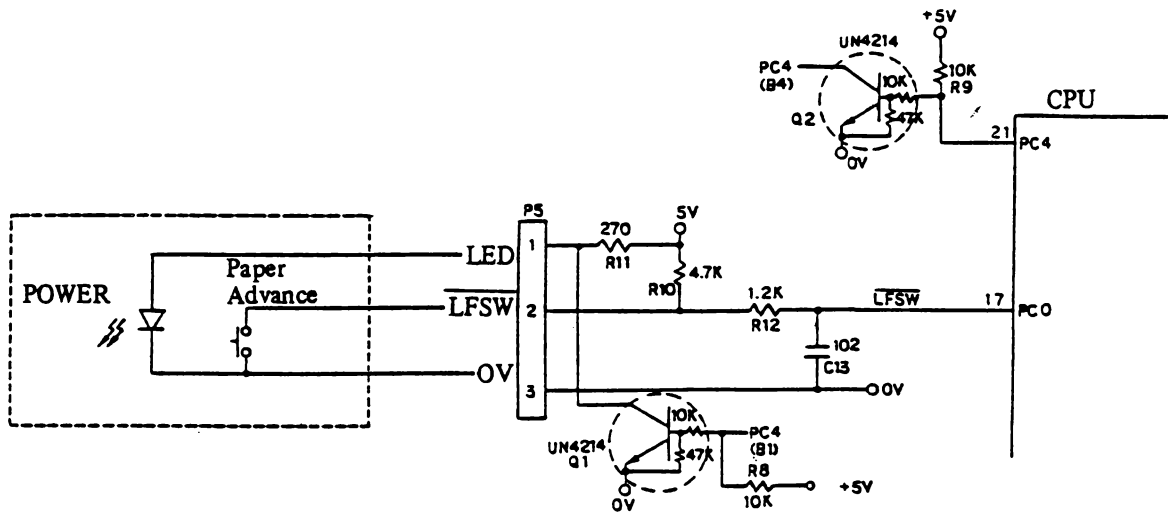 +5V
UN4214
PC4
(B4)
10K
10K
R9
47K
Q2
0V
CPU
21
PC4
P5
5V
270
R11
1
LED
4.7K
R10
POWER
Paper
Advance
LFSW
2
1.2K
R12
LFSW
17
PC0
102
C13
0V
3
0V
10K
PC4
(B1)
UN4214
Q1
47K
R8
10K
+5V
0V